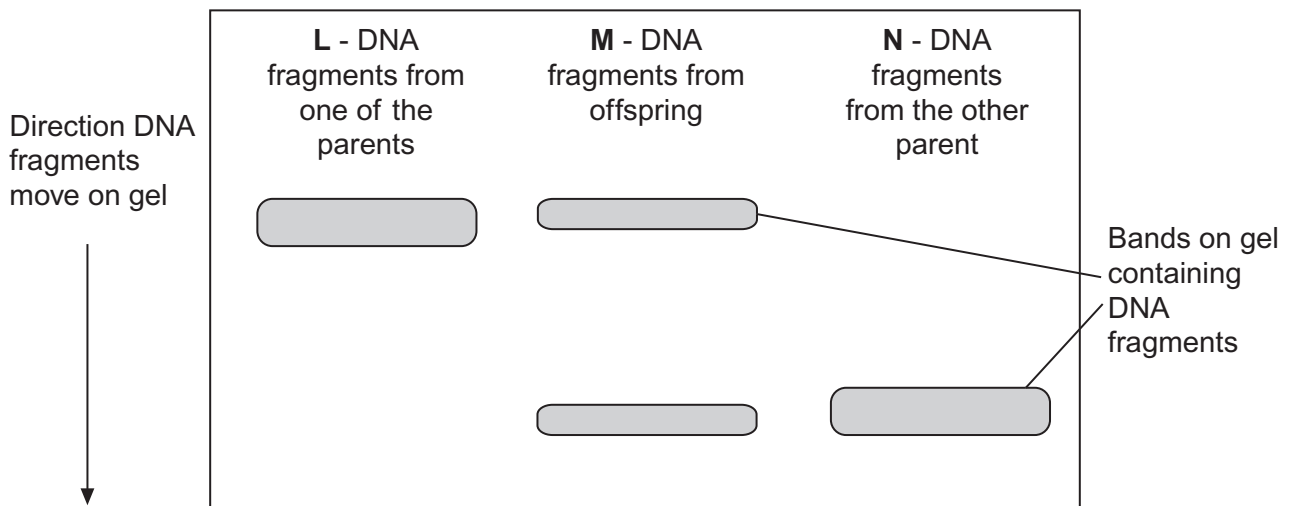 L - DNA
fragments from
one of the
parents
M - DNA
fragments from
offspring
N - DNA
fragments
from the other
parent
Direction DNA
fragments
move on gel
Bands on gel
containing
DNA
fragments